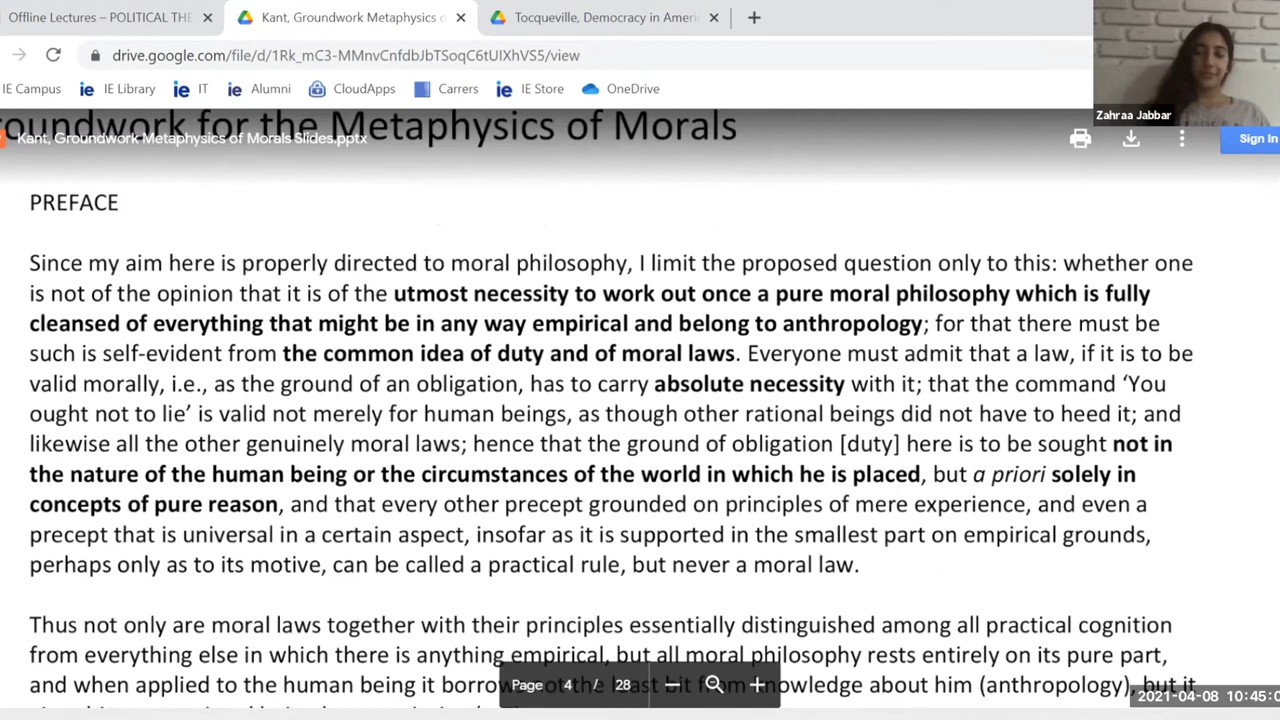 Offline Lectures – POLITICAL THE
Kant, Groundwork Metaphysics o
Tocqueville, Democracy in Ameri
drive.google.com/file/d/1Rk_mC3-MMnvCnfdbJbTSoqC6tUIXhVS5/view
IE Campus IE Library IT Alumni CloudApps Carrers IE Store OneDrive
Zahraa Jabbar
oundwork for the Metaphysics of Morals
Kant, Groundwork Metaphysics of Morals Slides.pptx
Sign In
PREFACE
Since my aim here is properly directed to moral philosophy, I limit the proposed question only to this: whether one
is not of the opinion that it is of the utmost necessity to work out once a pure moral philosophy which is fully
cleansed of everything that might be in any way empirical and belong to anthropology; for that there must be
such is self-evident from the common idea of duty and of moral laws. Everyone must admit that a law, if it is to be
valid morally, i.e., as the ground of an obligation, has to carry absolute necessity with it; that the command ‘You
ought not to lie’ is valid not merely for human beings, as though other rational beings did not have to heed it; and
likewise all the other genuinely moral laws; hence that the ground of obligation [duty] here is to be sought not in
the nature of the human being or the circumstances of the world in which he is placed, but a priori solely in
concepts of pure reason, and that every other precept grounded on principles of mere experience, and even a
precept that is universal in a certain aspect, insofar as it is supported in the smallest part on empirical grounds,
perhaps only as to its motive, can be called a practical rule, but never a moral law.
Thus not only are moral laws together with their principles essentially distinguished among all practical cognition
from everything else in which there is anything empirical, but all moral philosophy rests entirely on its pure part,
and when applied to the human being it borrows not the least bit from knowledge about him (anthropology), but it
Page 4 / 28
2021-04-08 10:45:0